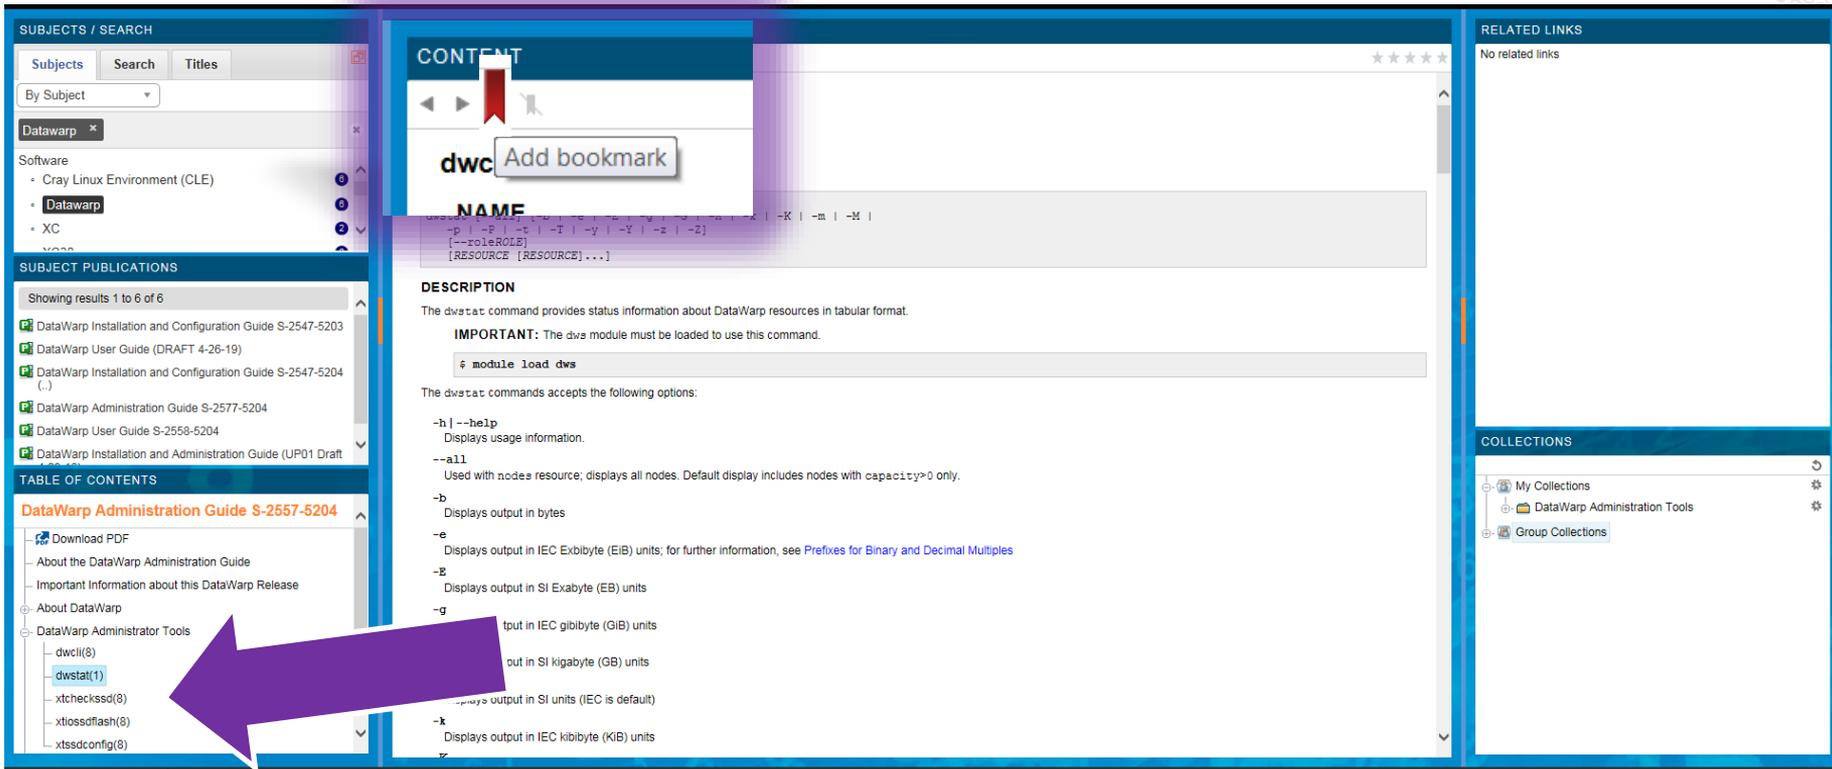 SUBJECTS / SEARCH
Subjects
Search
Titles
By Subject
Datawarp ×
Software
Cray Linux Environment (CLE) 6
Datawarp 6
XC 2
SUBJECT PUBLICATIONS
Showing results 1 to 6 of 6
DataWarp Installation and Configuration Guide S-2547-5203
DataWarp User Guide (DRAFT 4-26-19)
DataWarp Installation and Configuration Guide S-2547-5204
(..)
DataWarp Administration Guide S-2577-5204
DataWarp User Guide S-2558-5204
DataWarp Installation and Administration Guide (UP01 Draft
TABLE OF CONTENTS
DataWarp Administration Guide S-2557-5204
Download PDF
About the DataWarp Administration Guide
Important Information about this DataWarp Release
About DataWarp
DataWarp Administrator Tools
dwcli(8)
dwstat(1)
xtcheckssd(8)
xtiossdflash(8)
xtssdconfig(8)
CONTENT
Add bookmark
dwc
NAME
-K | -m | -M |
-p | -P | -t | -T | -y | -Y | -z | -Z]
[--roleROLE]
[RESOURCE [RESOURCE]...]
DESCRIPTION
The dwstat command provides status information about DataWarp resources in tabular format.
IMPORTANT: The dws module must be loaded to use this command.
$ module load dws
The dwstat commands accepts the following options:
-h|--help
Displays usage information.
--all
Used with nodes resource; displays all nodes. Default display includes nodes with capacity>0 only.
-b
Displays output in bytes
-e
Displays output in IEC Exbibyte (EiB) units; for further information, see Prefixes for Binary and Decimal Multiples
-E
Displays output in SI Exabyte (EB) units
-g
in IEC gibibyte (GiB) units
in SI kigabyte (GB) units
output in SI units (IEC is default)
-k
Displays output in IEC kibibyte (KiB) units
RELATED LINKS
No related links
COLLECTIONS
My Collections
DataWarp Administration Tools
Group Collections